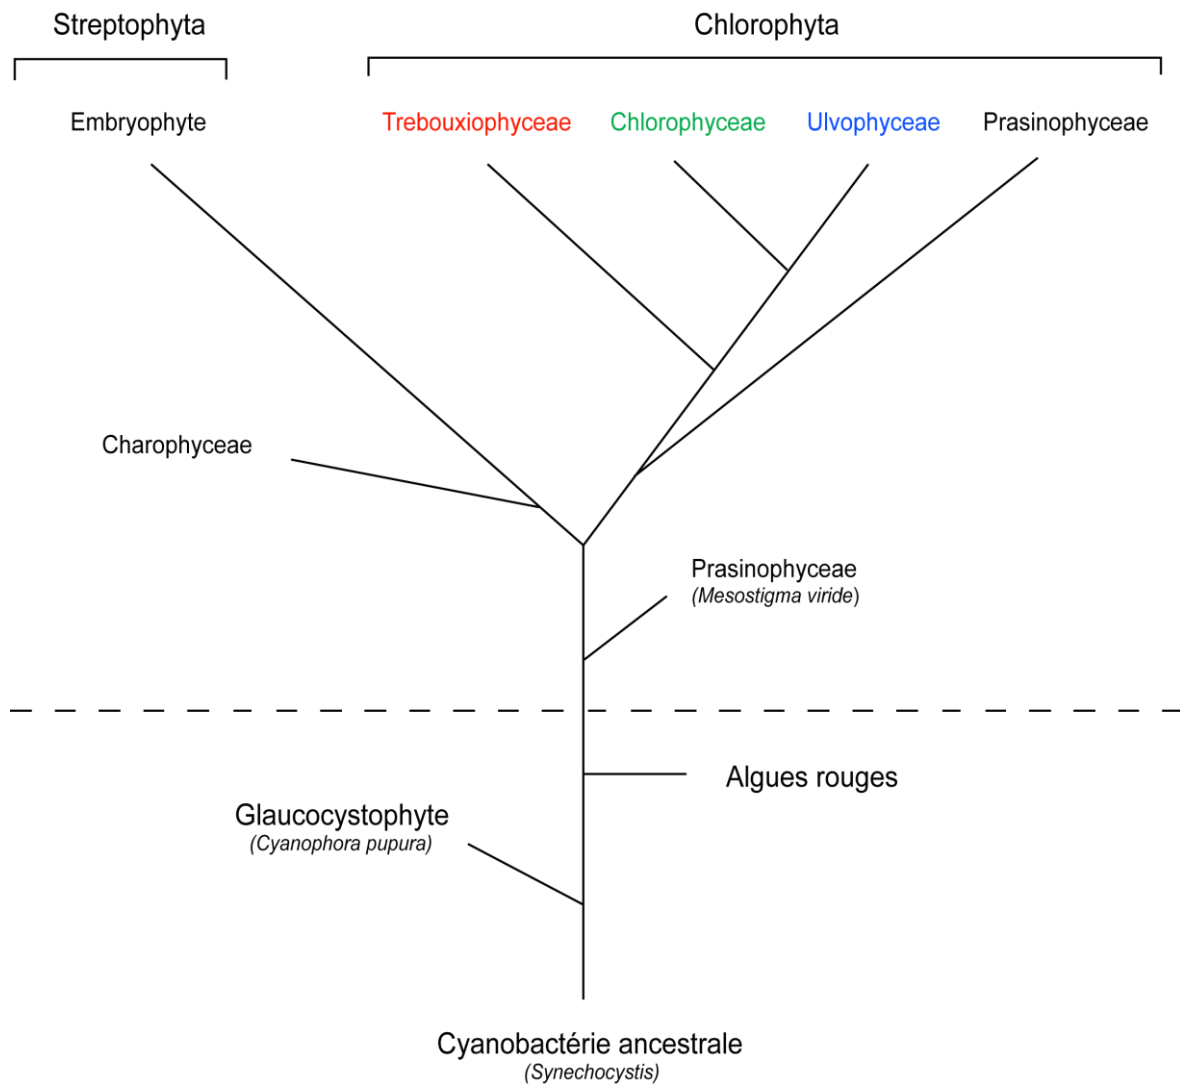 Streptophyta
Chlorophyta
Embryophyte
Trebouxiophyceae
Chlorophyceae
Ulvophyceae
Prasinophyceae
Charophyceae
Prasinophyceae
(Mesostigma viride)
Algues rouges
Glaucocystophyte
(Cyanophora pupura)
Cyanobactérie ancestrale
(Synechocystis)